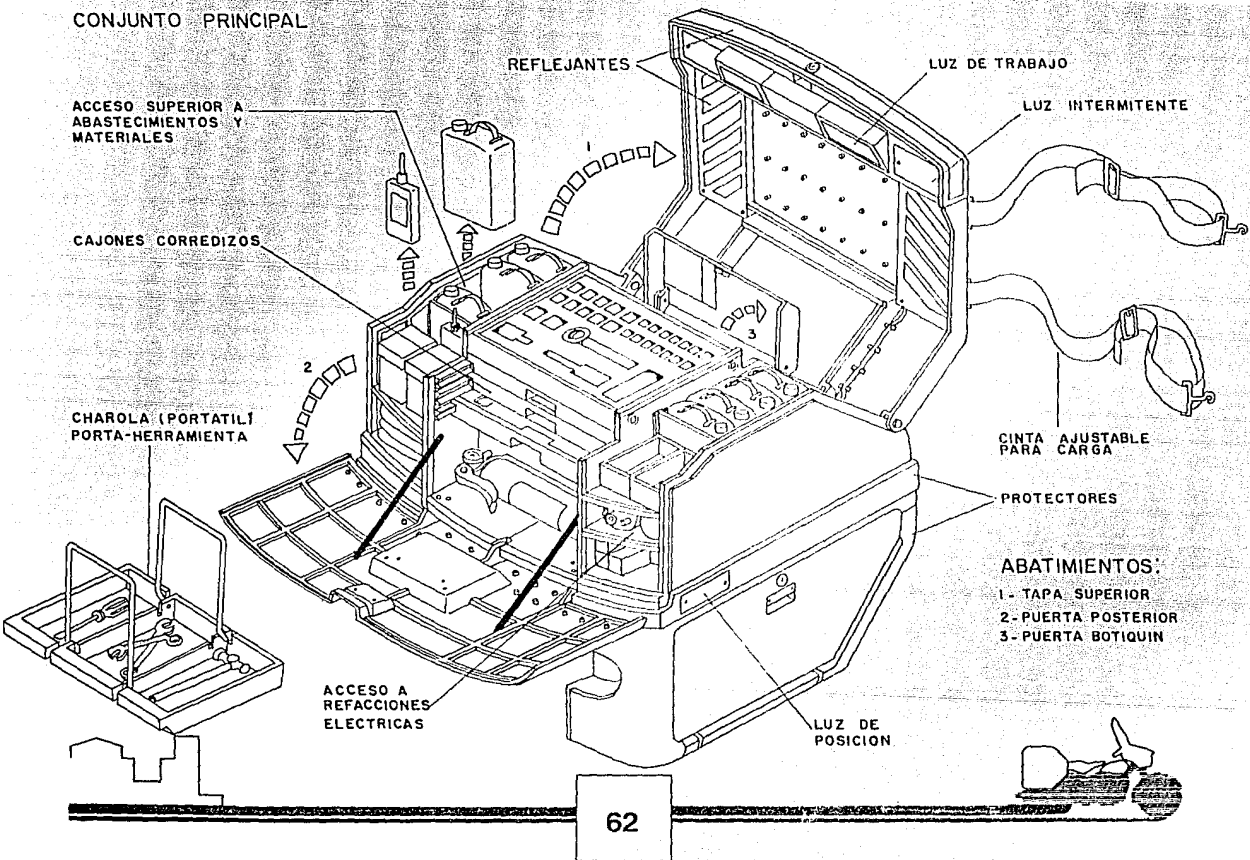 CONJUNTO PRINCIPAL
REFLEJANTES
LUZ DE TRABAJO
LUZ INTERMITENTE
ACCESO SUPERIOR A
ABASTECIMIENTOS Y
MATERIALES
1
CAJONES CORREDIZOS
3
2
CHAROLA (PORTATIL)
PORTA-HERRAMIENTA
CINTA AJUSTABLE
PARA CARGA
PROTECTORES
ABATIMIENTOS:
1- TAPA SUPERIOR
2- PUERTA POSTERIOR
3- PUERTA BOTIQUIN
ACCESO A
REFACCIONES
ELECTRICAS
LUZ DE
POSICION
62